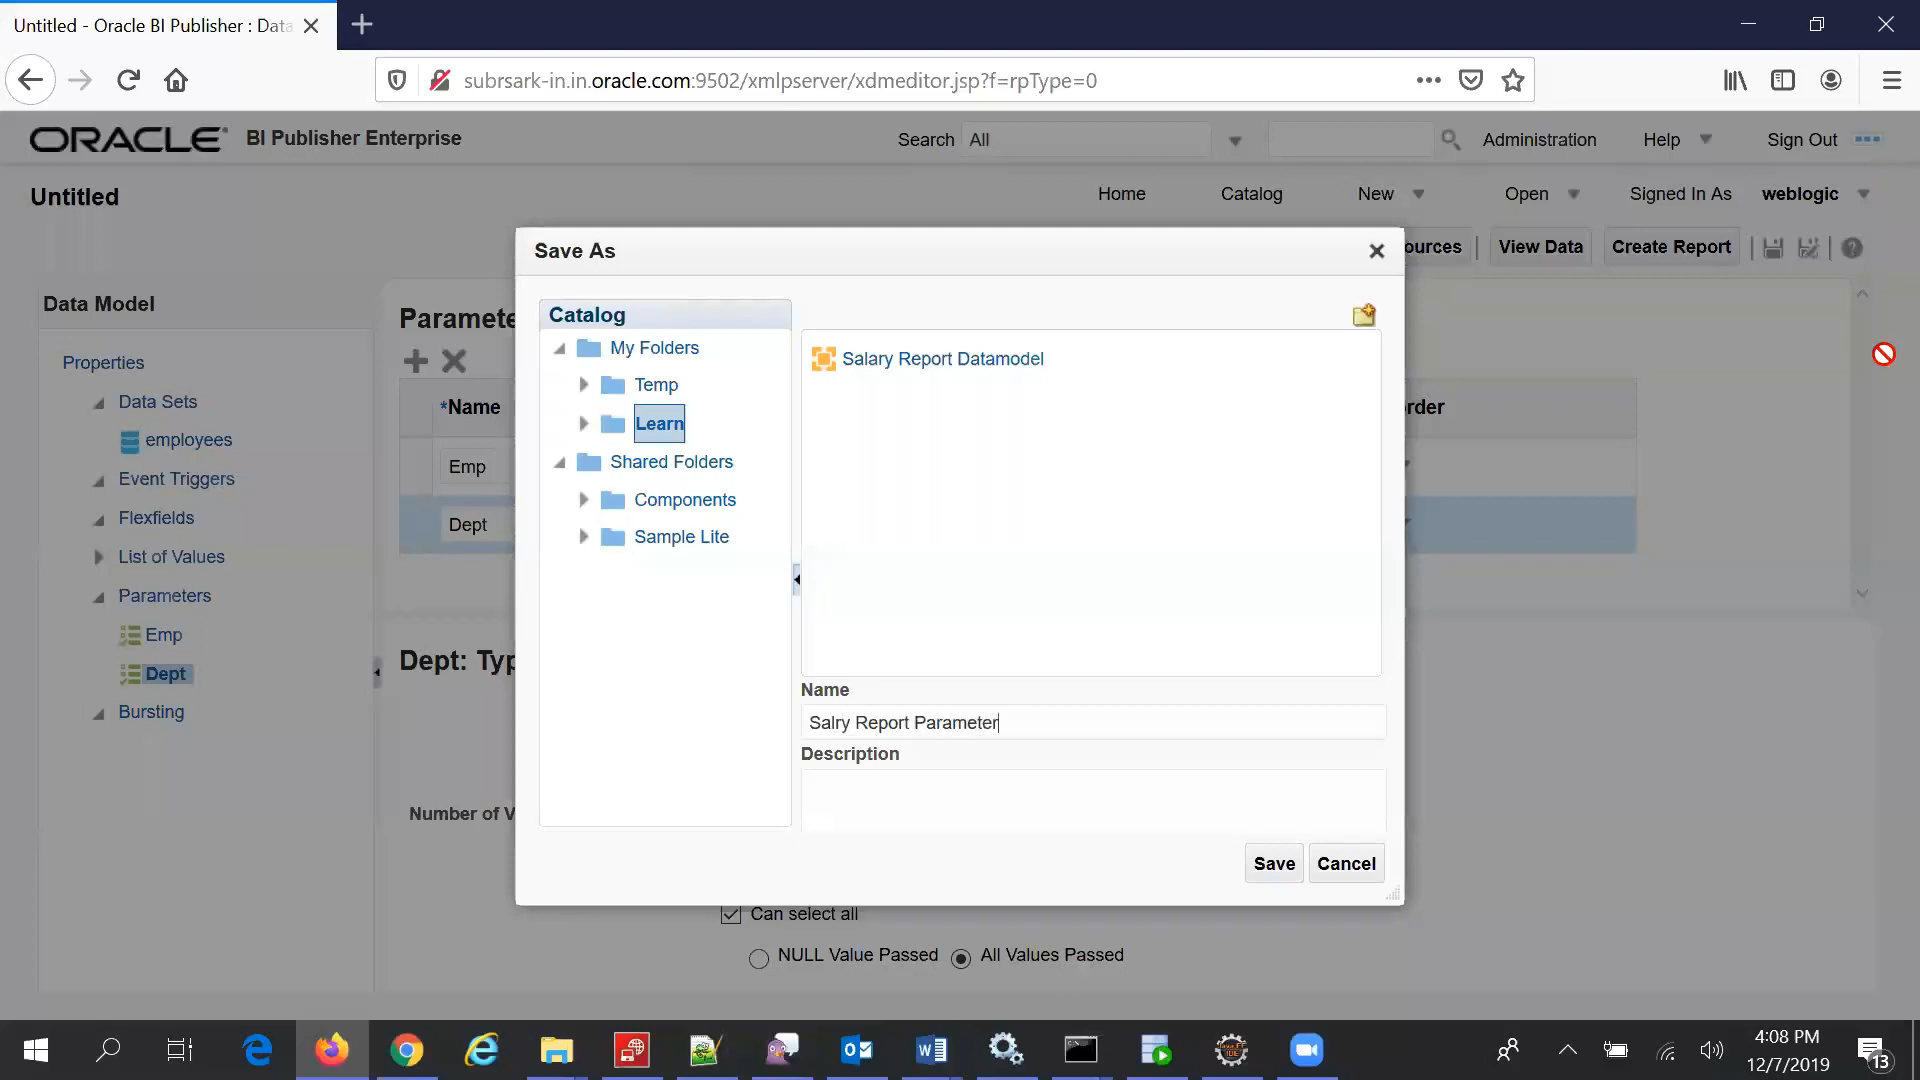 Untitled - Oracle BI Publisher : Data
subrsark-in.in.oracle.com:9502/xmlpserver/xdmeditor.jsp?f=rpType=0
ORACLE BI Publisher Enterprise
Search All
Administration
Help
Sign Out
Untitled
Home
Catalog
New
Open
Signed In As weblogic
Save As
ources
View Data
Create Report
Data Model
Properties
Data Sets
employees
Event Triggers
Flexfields
List of Values
Parameters
Emp
Dept
Bursting
Paramete
*Name
rder
Emp
Dept
Dept: Typ
Number of V
Catalog
My Folders
Temp
Learn
Shared Folders
Components
Sample Lite
Salary Report Datamodel
Name
Salry Report Parameter
Description
Save
Cancel
Can select all
NULL Value Passed
All Values Passed
4:08 PM
12/7/2019
13